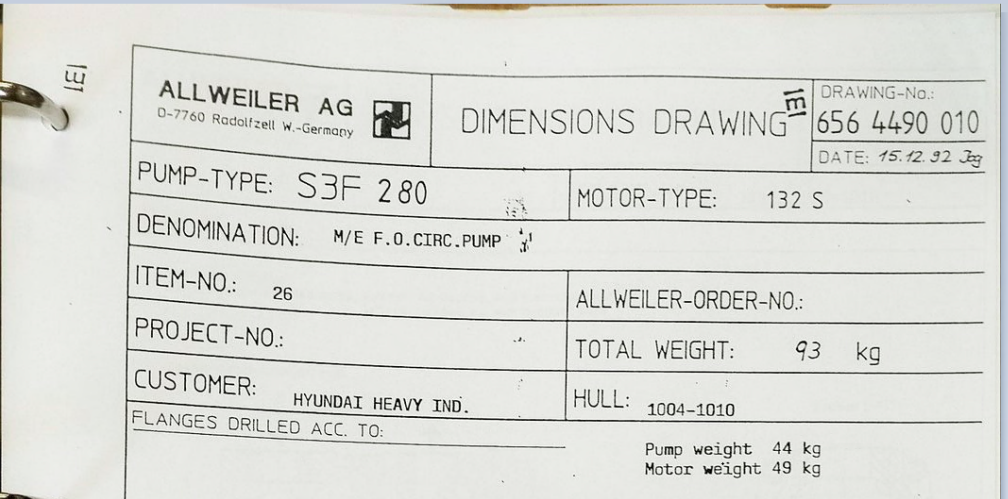 ALLWEILER AG
D-7760 Radolfzell W.-Germany
DIMENSIONS DRAWING
DRAWING-No.:
656 4490 010
DATE: 15.12.92
PUMP-TYPE: S3F 280
MOTOR-TYPE: 132 S
DENOMINATION: M/E F.O.CIRC.PUMP
ITEM-NO.: 26
ALLWEILER-ORDER-NO.:
PROJECT-NO.:
TOTAL WEIGHT: 93 kg
CUSTOMER: HYUNDAI HEAVY IND.
HULL: 1004-1010
FLANGES DRILLED ACC. TO:
Pump weight 44 kg
Motor weight 49 kg